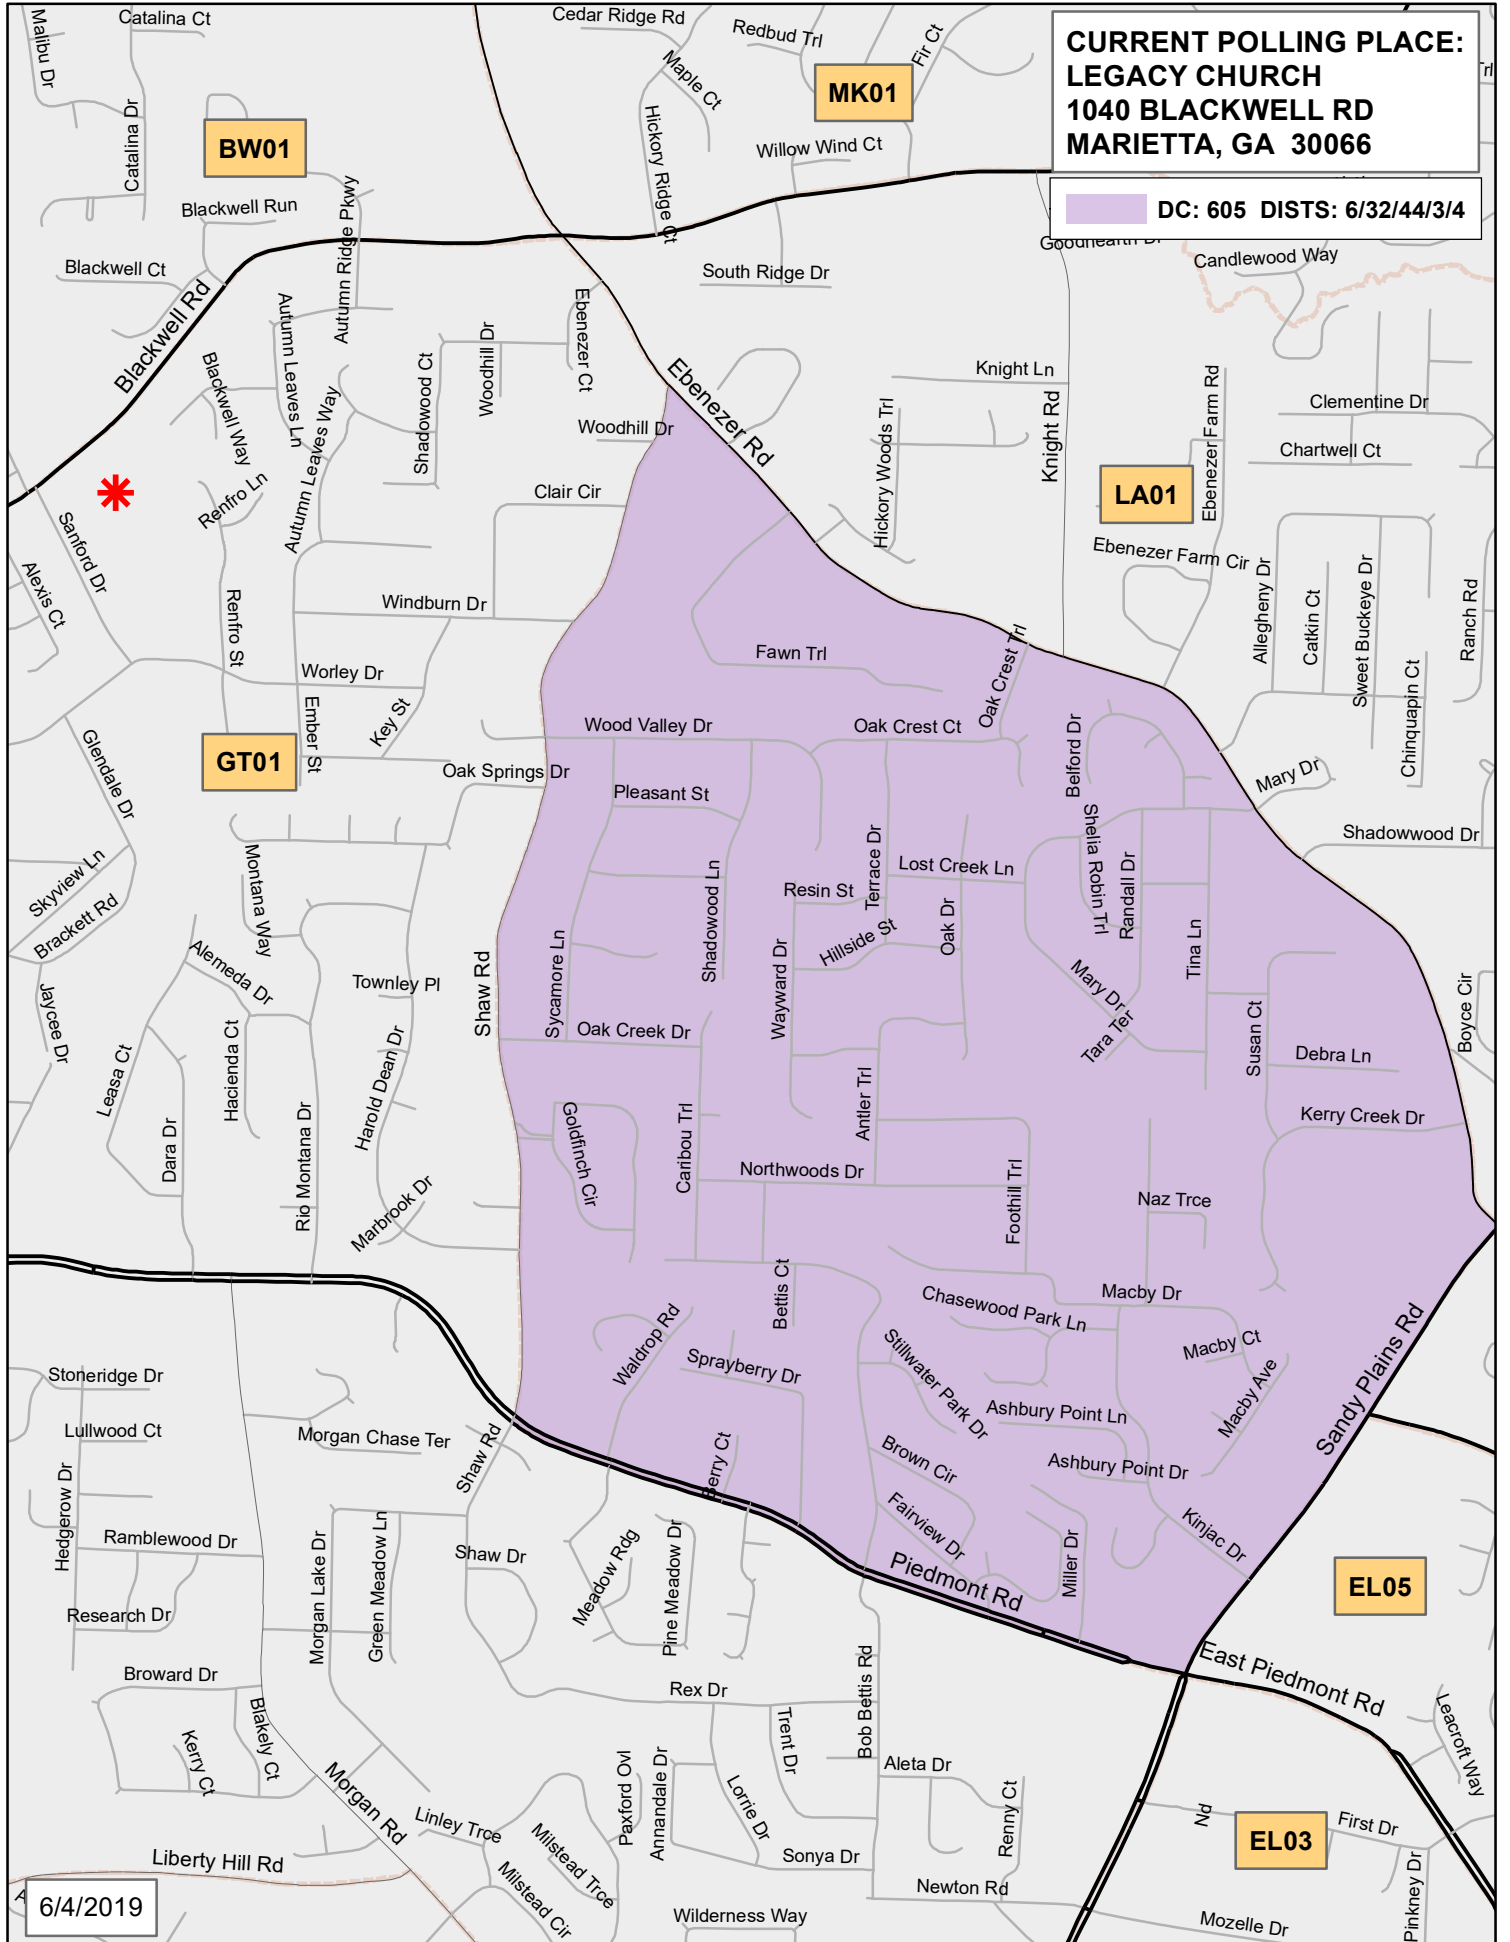 CURRENT POLLING PLACE:
LEGACY CHURCH
1040 BLACKWELL RD
MARIETTA, GA 30066
DC: 605 DISTS: 6/32/44/3/4
Malibu Dr
Catalina Ct
Catalina Dr
BW01
Cedar Ridge Rd
Redbud Trl
Fir Ct
Maple Ct
MK01
Hickory Ridge Ct
Willow Wind Ct
Blackwell Run
Autumn Ridge Pkwy
Blackwell Ct
South Ridge Dr
Candlewood Way
Blackwell Rd
Autumn Leaves Ln
Blackwell Way
Autumn Leaves Way
Shadowood Ct
Woodhill Dr
Ebenezer Ct
Woodhill Dr
Ebenezer Rd
Knight Ln
Knight Rd
Hickory Woods Trl
Ebenezer Farm Rd
Clementine Dr
Chartwell Ct
LA01
Renfro Ln
Clair Cir
Sanford Dr
Alexis Ct
Ebenezer Farm Cir
Allegheny Dr
Catkin Ct
Sweet Buckeye Dr
Chinquapin Ct
Ranch Rd
Windburn Dr
Renfro St
Worley Dr
Ember St
Key St
Fawn Trl
Oak Crest Trl
Wood Valley Dr
Oak Crest Ct
Belford Dr
GT01
Glendale Dr
Oak Springs Dr
Pleasant St
Mary Dr
Shadowwood Dr
Skyview Ln
Brackett Rd
Montana Way
Terrace Dr
Lost Creek Ln
Shelia Robin Trl
Randall Dr
Resin St
Shadowood Ln
Hillside St
Oak Dr
Tina Ln
Sycamore Ln
Wayward Dr
Alemeda Dr
Townley Pl
Shaw Rd
Mary Dr
Tara Ter
Jaycee Dr
Leasa Ct
Hacienda Ct
Harold Dean Dr
Oak Creek Dr
Susan Ct
Debra Ln
Boyce Cir
Dara Dr
Rio Montana Dr
Marbrook Dr
Goldfinch Cir
Caribou Trl
Antler Trl
Kerry Creek Dr
Northwoods Dr
Foothill Trl
Naz Trce
Bettis Ct
Macby Dr
Chasewood Park Ln
Macby Ct
Macby Ave
Sandy Plains Rd
Waldrop Rd
Sprayberry Dr
Stillwater Park Dr
Ashbury Point Ln
Ashbury Point Dr
Stoneridge Dr
Lullwood Ct
Morgan Chase Ter
Shaw Rd
Berry Ct
Brown Cir
Fairview Dr
Kinjac Dr
Miller Dr
Piedmont Rd
Hedgerow Dr
Ramblewood Dr
Research Dr
Morgan Lake Dr
Green Meadow Ln
Shaw Dr
Meadow Rdg
Pine Meadow Dr
EL05
East Piedmont Rd
Broward Dr
Blakely Ct
Kerry Ct
Rex Dr
Trent Dr
Bob Bettis Rd
Leacroft Way
Morgan Rd
Linley Trce
Milstead Trce
Milstead Cir
Paxford Ovl
Annandale Dr
Lorrie Dr
Aleta Dr
Renny Ct
Nd
EL03
First Dr
Pinkney Dr
Liberty Hill Rd
Sonya Dr
Newton Rd
Mozelle Dr
Wilderness Way
6/4/2019